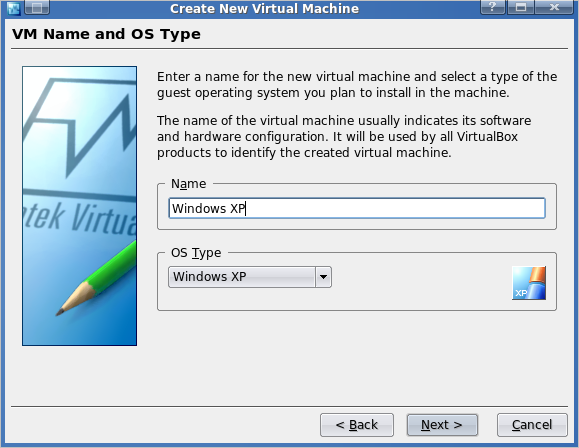 Create New Virtual Machine
VM Name and OS Type
Enter a name for the new virtual machine and select a type of the
guest operating system you plan to install in the machine.
The name of the virtual machine usually indicates its software
and hardware configuration. It will be used by all VirtualBox
products to identify the created virtual machine.
Name
Windows XP
OS Type
Windows XP
XP
tek Virtua
< Back
Next >
Cancel